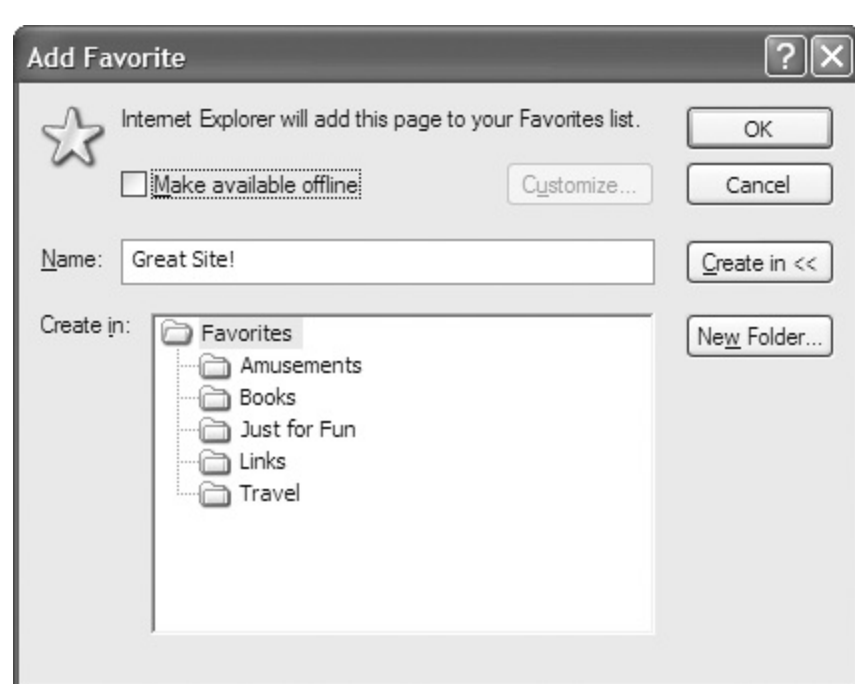 Add Favorite
?
Internet Explorer will add this page to your Favorites list.
OK
Make available offline
Customize...
Cancel
Name:
Great Site!
Create in <<
Create in:
Favorites
New Folder...
Amusements
Books
Just for Fun
Links
Travel